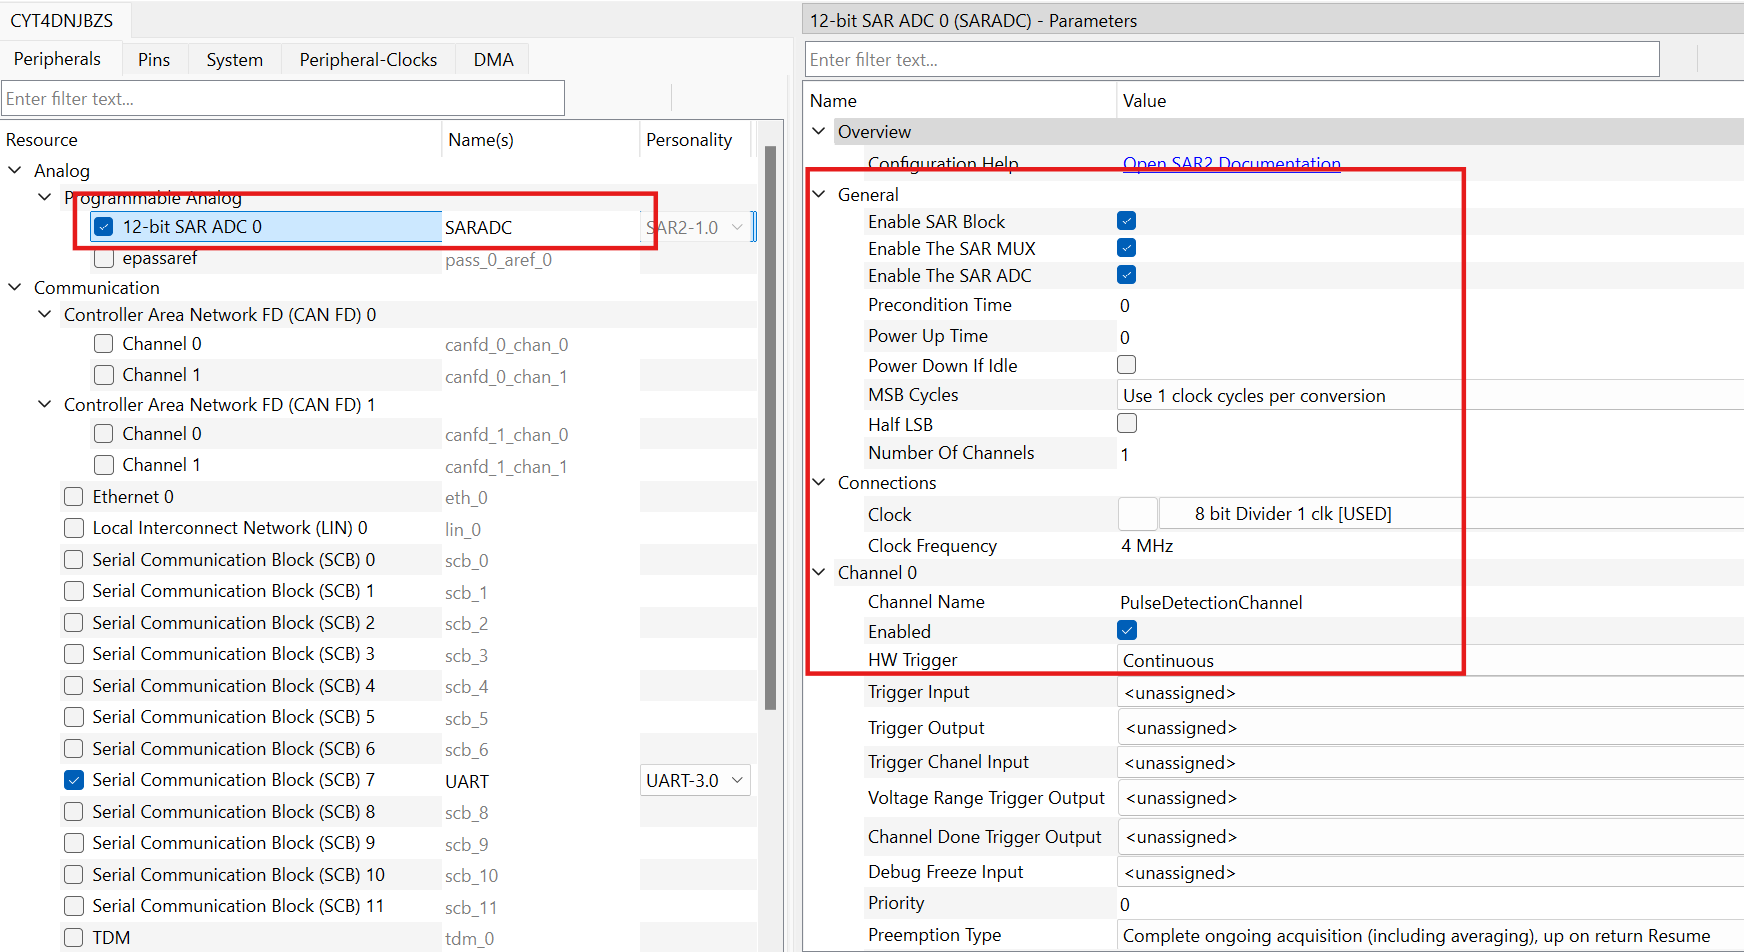 CYT4DNJBZS
Peripherals Pins System Peripheral-Clocks DMA
Enter filter text...
Resource Name(s) Personality
Analog
Programmable Analog
12-bit SAR ADC 0 SARADC SAR2-1.0
epassaref pass_0_aref_0
Communication
Controller Area Network FD (CAN FD) 0
Channel 0 canfd_0_chan_0
Channel 1 canfd_0_chan_1
Controller Area Network FD (CAN FD) 1
Channel 0 canfd_1_chan_0
Channel 1 canfd_1_chan_1
Ethernet 0 eth_0
Local Interconnect Network (LIN) 0 lin_0
Serial Communication Block (SCB) 0 scb_0
Serial Communication Block (SCB) 1 scb_1
Serial Communication Block (SCB) 2 scb_2
Serial Communication Block (SCB) 3 scb_3
Serial Communication Block (SCB) 4 scb_4
Serial Communication Block (SCB) 5 scb_5
Serial Communication Block (SCB) 6 scb_6
Serial Communication Block (SCB) 7 UART UART-3.0
Serial Communication Block (SCB) 8 scb_8
Serial Communication Block (SCB) 9 scb_9
Serial Communication Block (SCB) 10 scb_10
Serial Communication Block (SCB) 11 scb_11
TDM tdm_0
12-bit SAR ADC 0 (SARADC) - Parameters
Enter filter text...
Name Value
Overview
Configuration Help Open SAR2 Documentation
General
Enable SAR Block
Enable The SAR MUX
Enable The SAR ADC
Precondition Time 0
Power Up Time 0
Power Down If Idle
MSB Cycles Use 1 clock cycles per conversion
Half LSB
Number Of Channels 1
Connections
Clock 8 bit Divider 1 clk [USED]
Clock Frequency 4 MHz
Channel 0
Channel Name PulseDetectionChannel
Enabled
HW Trigger Continuous
Trigger Input <unassigned>
Trigger Output <unassigned>
Trigger Chanel Input <unassigned>
Voltage Range Trigger Output <unassigned>
Channel Done Trigger Output <unassigned>
Debug Freeze Input <unassigned>
Priority 0
Preemption Type Complete ongoing acquisition (including averaging), up on return Resume